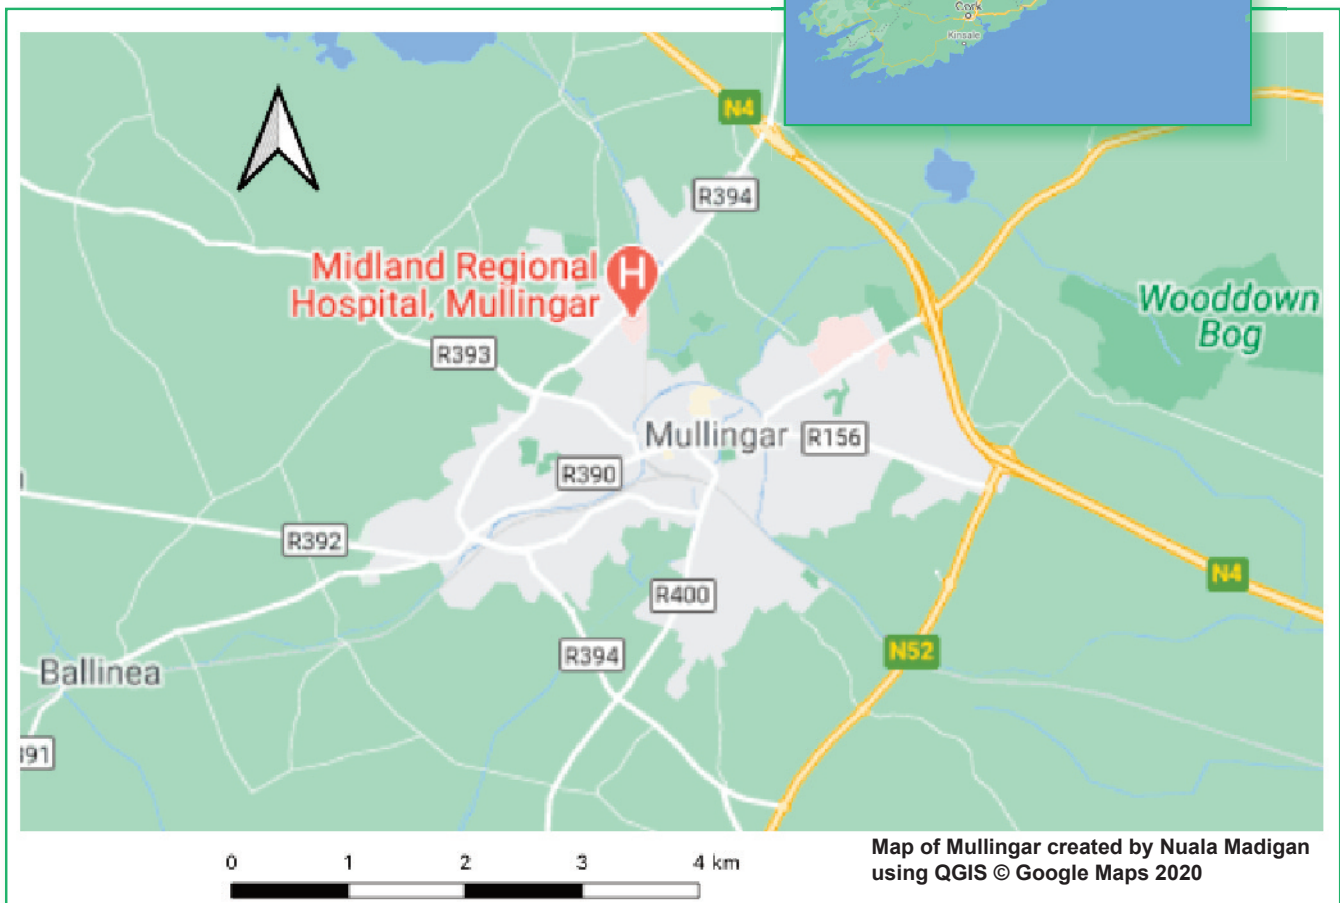 Cork
Kinsale
N4
R394
Midland Regional
Hospital, Mullingar
H
Wooddown
Bog
R393
Mullingar
R156
R390
R392
N4
R400
R394
N52
Ballinea
391
0 1 2 3 4 km
Map of Mullingar created by Nuala Madigan
using QGIS © Google Maps 2020